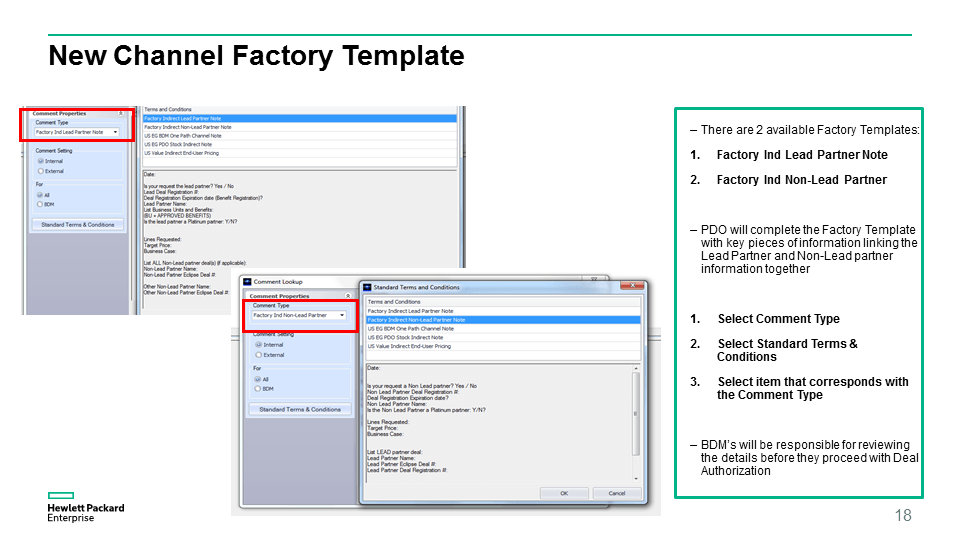 New Channel Factory Template
Comment Properties
Comment Type
Factory Ind Lead Partner Note
Comment Setting
Internal
External
For
All
BDM
Standard Terms & Conditions
Terms and Conditions
Factory Indirect Lead Partner Note
Factory Indirect Non-Lead Partner Note
US EG BDM One Path Channel Note
US EG PDO Stock Indirect Note
US Value Indirect End-User Pricing
Date:
Is your request the lead partner? Yes / No
Lead Deal Registration #:
Deal Registration Expiration date (Benefit Registration)?
Lead Partner Name:
List Business Units and Benefits:
(BU + APPROVED BENEFITS)
Is the lead partner a Platinum partner: Y/N?
Lines Requested:
Target Price:
Business Case:
List ALL Non-Lead partner deal(s) (if applicable):
Non-Lead Partner Name:
Non-Lead Partner Eclipse Deal #:
Other Non-Lead Partner Name:
Other Non-Lead Partner Eclipse Deal #:
Comment Lookup
Comment Properties
Comment Type
Factory Ind Non-Lead Partner
Comment Setting
Internal
External
For
All
BDM
Standard Terms & Conditions
Standard Terms and Conditions
Terms and Conditions
Factory Indirect Lead Partner Note
Factory Indirect Non-Lead Partner Note
US EG BDM One Path Channel Note
US EG PDO Stock Indirect Note
US Value Indirect End-User Pricing
Date:
Is your request a Non Lead partner? Yes / No
Non Lead Partner Deal Registration #:
Deal Registration Expiration date?
Non Lead Partner Name:
Is the Non Lead Partner a Platinum partner: Y/N?
Lines Requested:
Target Price:
Business Case:
List LEAD partner deal:
Lead Partner Name:
Lead Partner Eclipse Deal #:
Lead Partner Deal Registration #:
OK
Cancel
– There are 2 available Factory Templates:
1. Factory Ind Lead Partner Note
2. Factory Ind Non-Lead Partner
– PDO will complete the Factory Template
with key pieces of information linking the
Lead Partner and Non-Lead partner
information together
1. Select Comment Type
2. Select Standard Terms &
Conditions
3. Select item that corresponds with
the Comment Type
– BDM's will be responsible for reviewing
the details before they proceed with Deal
Authorization
Hewlett Packard
Enterprise
18